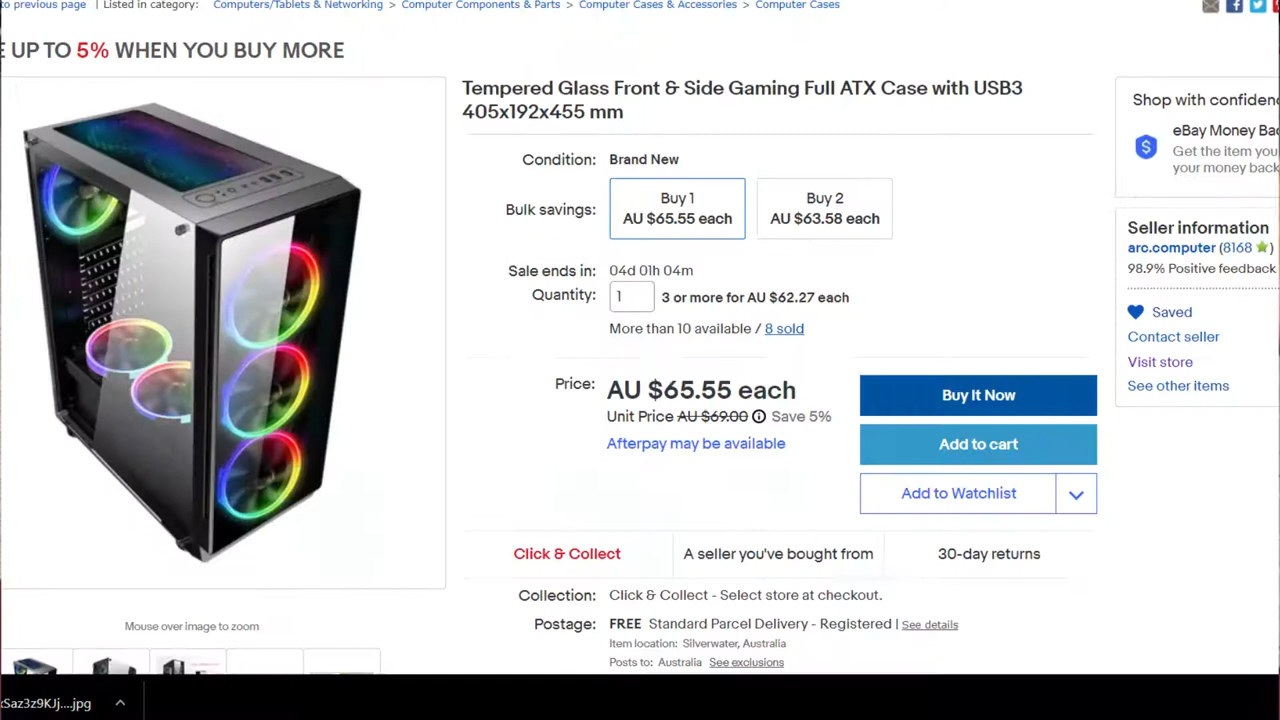 to previous page | Listed in category: Computers/Tablets & Networking > Computer Components & Parts > Computer Cases & Accessories > Computer Cases
E UP TO 5% WHEN YOU BUY MORE
Tempered Glass Front & Side Gaming Full ATX Case with USB3
405x192x455 mm
Condition: Brand New
Bulk savings:
Buy 1
AU $65.55 each
Buy 2
AU $63.58 each
Sale ends in: 04d 01h 04m
Quantity: 1 3 or more for AU $62.27 each
More than 10 available / 8 sold
Price: AU $65.55 each
Unit Price AU $69.00 Save 5%
Afterpay may be available
Buy It Now
Add to cart
Add to Watchlist
Click & Collect
A seller you've bought from
30-day returns
Collection: Click & Collect - Select store at checkout.
Postage: FREE Standard Parcel Delivery - Registered | See details
Item location: Silverwater, Australia
Posts to: Australia See exclusions
Shop with confiden
eBay Money Ba
Get the item you
your money back
Seller information
arc.computer (8168 )
98.9% Positive feedback
Saved
Contact seller
Visit store
See other items
Mouse over image to zoom
xSaz3z9KJj....jpg